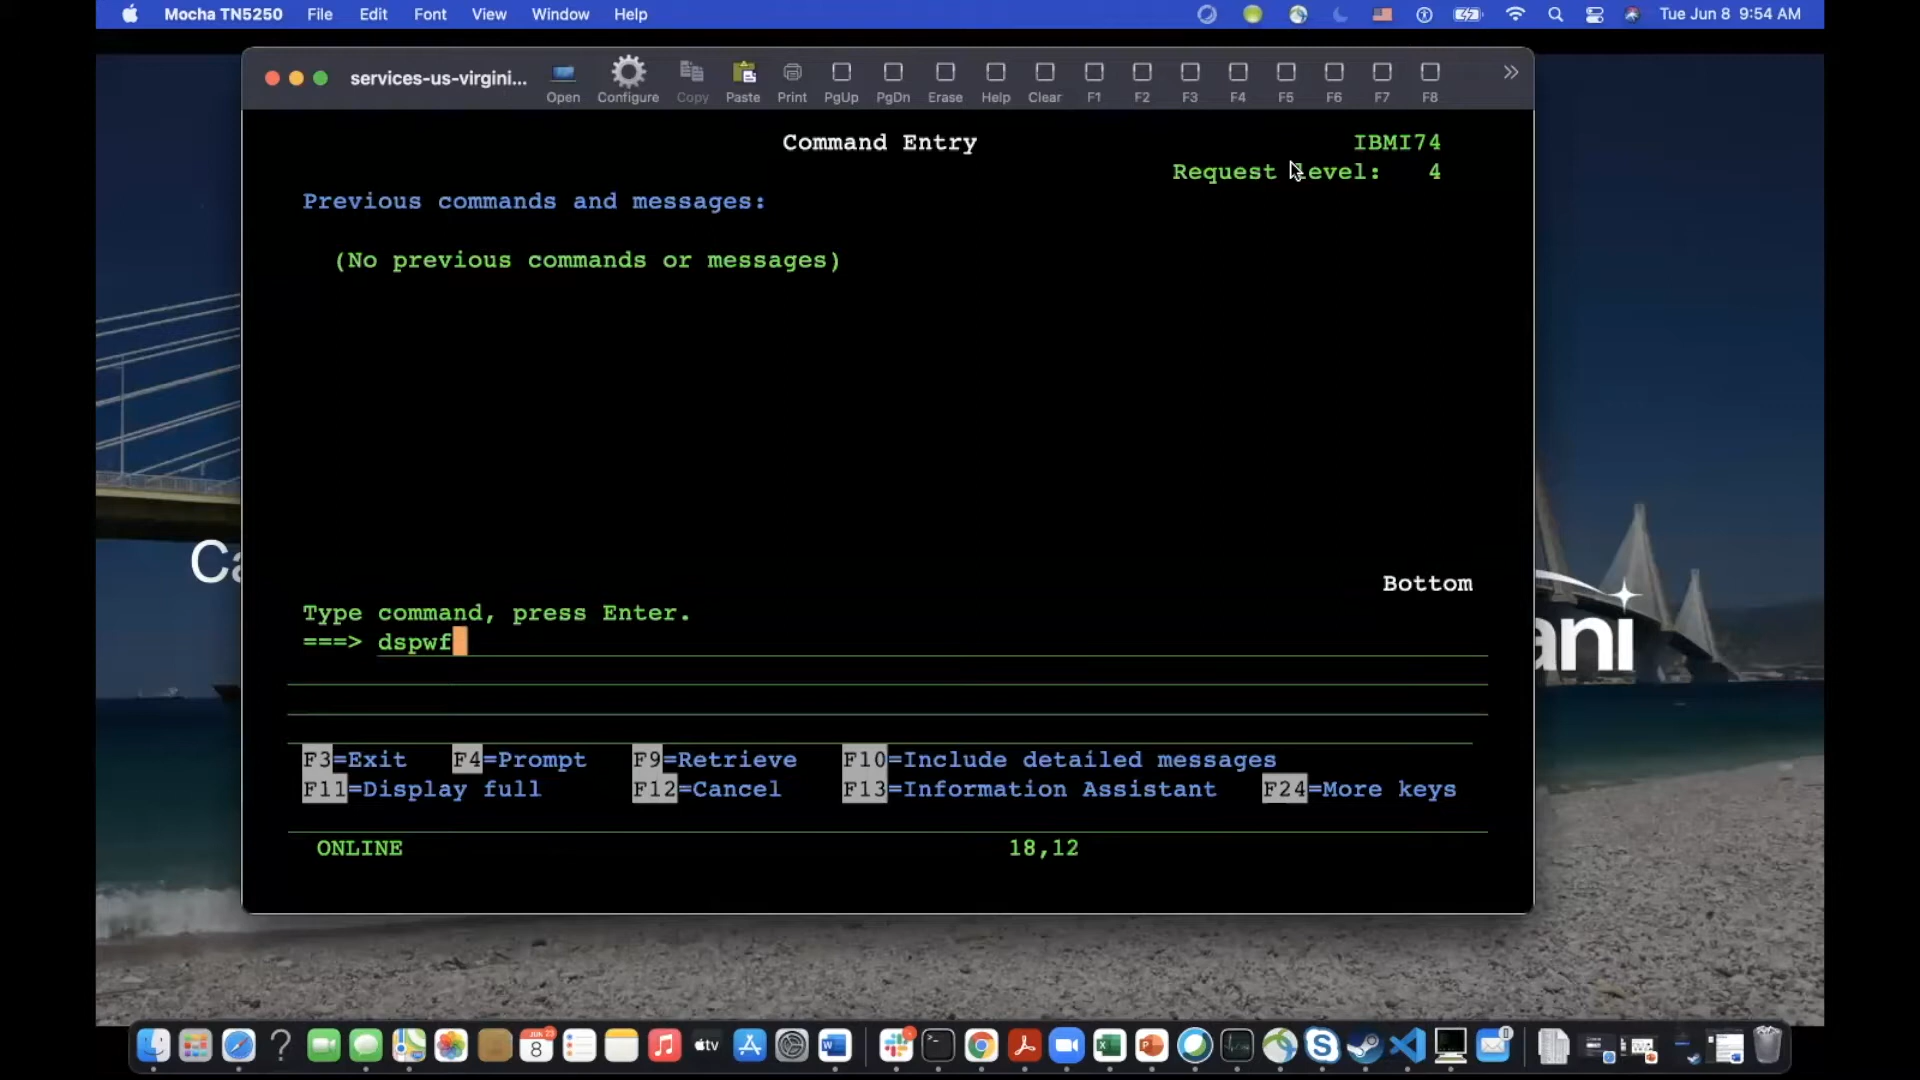 Mocha TN5250 File Edit Font View Window Help Tue Jun 8 9:54 AM
services-us-virgini...
Open Configure Copy Paste Print PgUp PgDn Erase Help Clear F1 F2 F3 F4 F5 F6 F7 F8
Command Entry IBMI74
Request Level: 4
Previous commands and messages:
(No previous commands or messages)
Ca
ani
Bottom
Type command, press Enter.
===> dspwf
F3=Exit F4=Prompt F9=Retrieve F10=Include detailed messages
F11=Display full F12=Cancel F13=Information Assistant F24=More keys
ONLINE 18,12
tv
8